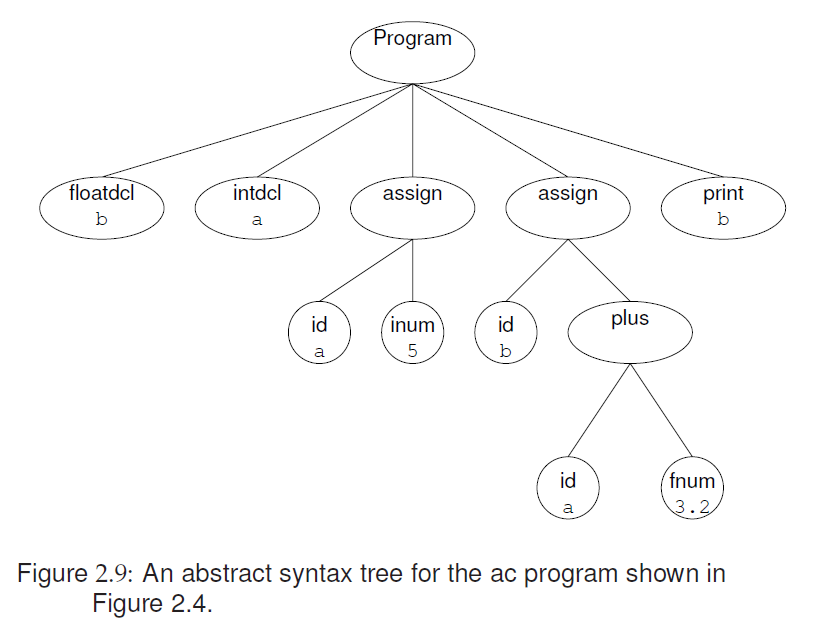 Program
floatdcl
b
intdcl
a
assign
assign
print
b
id
a
inum
5
id
b
plus
id
a
fnum
3.2
Figure 2.9: An abstract syntax tree for the ac program shown in
Figure 2.4.